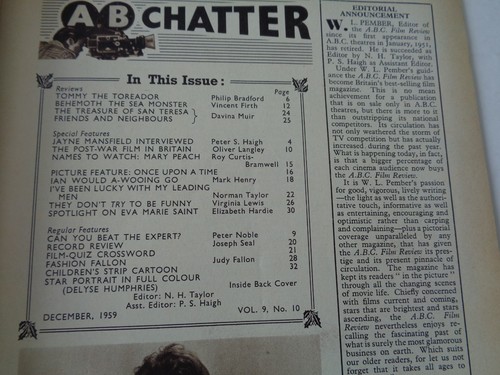 AB CHATTER
In This Issue:
Reviews Page
TOMMY THE TOREADOR Philip Bradford 6
BEHEMOTH THE SEA MONSTER Vincent Firth 12
THE TREASURE OF SAN TERESA } Davina Muir 24
FRIEND AND NEIGHBOURS 25
Special Features
JAYNE MANSFIELD INTERVIEWED Peter S. Haigh 4
THE POST-WAR FILM IN BRITAIN Oliver Langley 10
NAMES TO WATCH: MARY PEACH Roy Curtis-
Bramwell 15
PICTURE FEATURE: ONCE UPON A TIME 16
IAN WOULD A-WOOING GO Mark Henry 18
I'VE BEEN LUCKY WITH MY LEADING
MEN Norman Taylor 22
THEY DON'T TRY TO BE FUNNY Virginia Lewis 26
SPOTLIGHT ON EVA MARIE SAINT Elizabeth Hardie 30
Regular Features
CAN YOU BEAT THE EXPERT? Peter Noble 9
RECORD REVIEW Joseph Seal 20
FILM-QUIZ CROSSWORD 21
FASHION FALLON Judy Fallon 28
CHILDREN'S STRIP CARTOON 32
STAR PORTRAIT IN FULL COLOUR
(DELYSE HUMPHRIES) Inside Back Cover
Editor: N. H. Taylor
Asst. Editor: P. S. Haigh
DECEMBER, 1959 VOL. 9, No. 10
EDITORIAL
ANNOUNCEMENT
W. L. PEMBER, Editor of
the A.B.C. Film Review
since its first appearance in
A.B.C. theatres in January, 1951,
has retired. He is succeeded as
Editor by N. H. Taylor, with
P. S. Haigh as Assistant Editor.
Under W. L. Pember's guid-
ance the A.B.C. Film Review has
become Britain's best-selling film
magazine. This is no mean
achievement for a publication
that is on sale only in A.B.C.
theatres, but there is more to it
than outstripping its national
competitors. Its circulation has
not only weathered the storm of
TV competition but has actually
increased during the past year.
What is happening today, in fact,
is that a bigger percentage of
each cinema audience now buys
the A.B.C. Film Review.
It is W. L. Pember's passion
for good, vigorous, lively writing
—the light as well as the authori-
tative touch, informative as well
as entertaining, encouraging and
optimistic rather than carping
and complaining—plus a pictorial
coverage unparalleled by any
other magazine, that has given
the A.B.C. Film Review its pres-
tige and its present pinnacle
of circulation. The magazine has
kept its readers "in the picture"
through all the changing scenes
of movie life. Chiefly concerned
with films current and coming,
stars that are brightest and stars
ascending, the A.B.C. Film
Review nevertheless enjoys re-
calling the fascinating past of
what is surely the most glamorous
business on earth. Which suits
our older readers, for let us not
forget that it takes all ages to